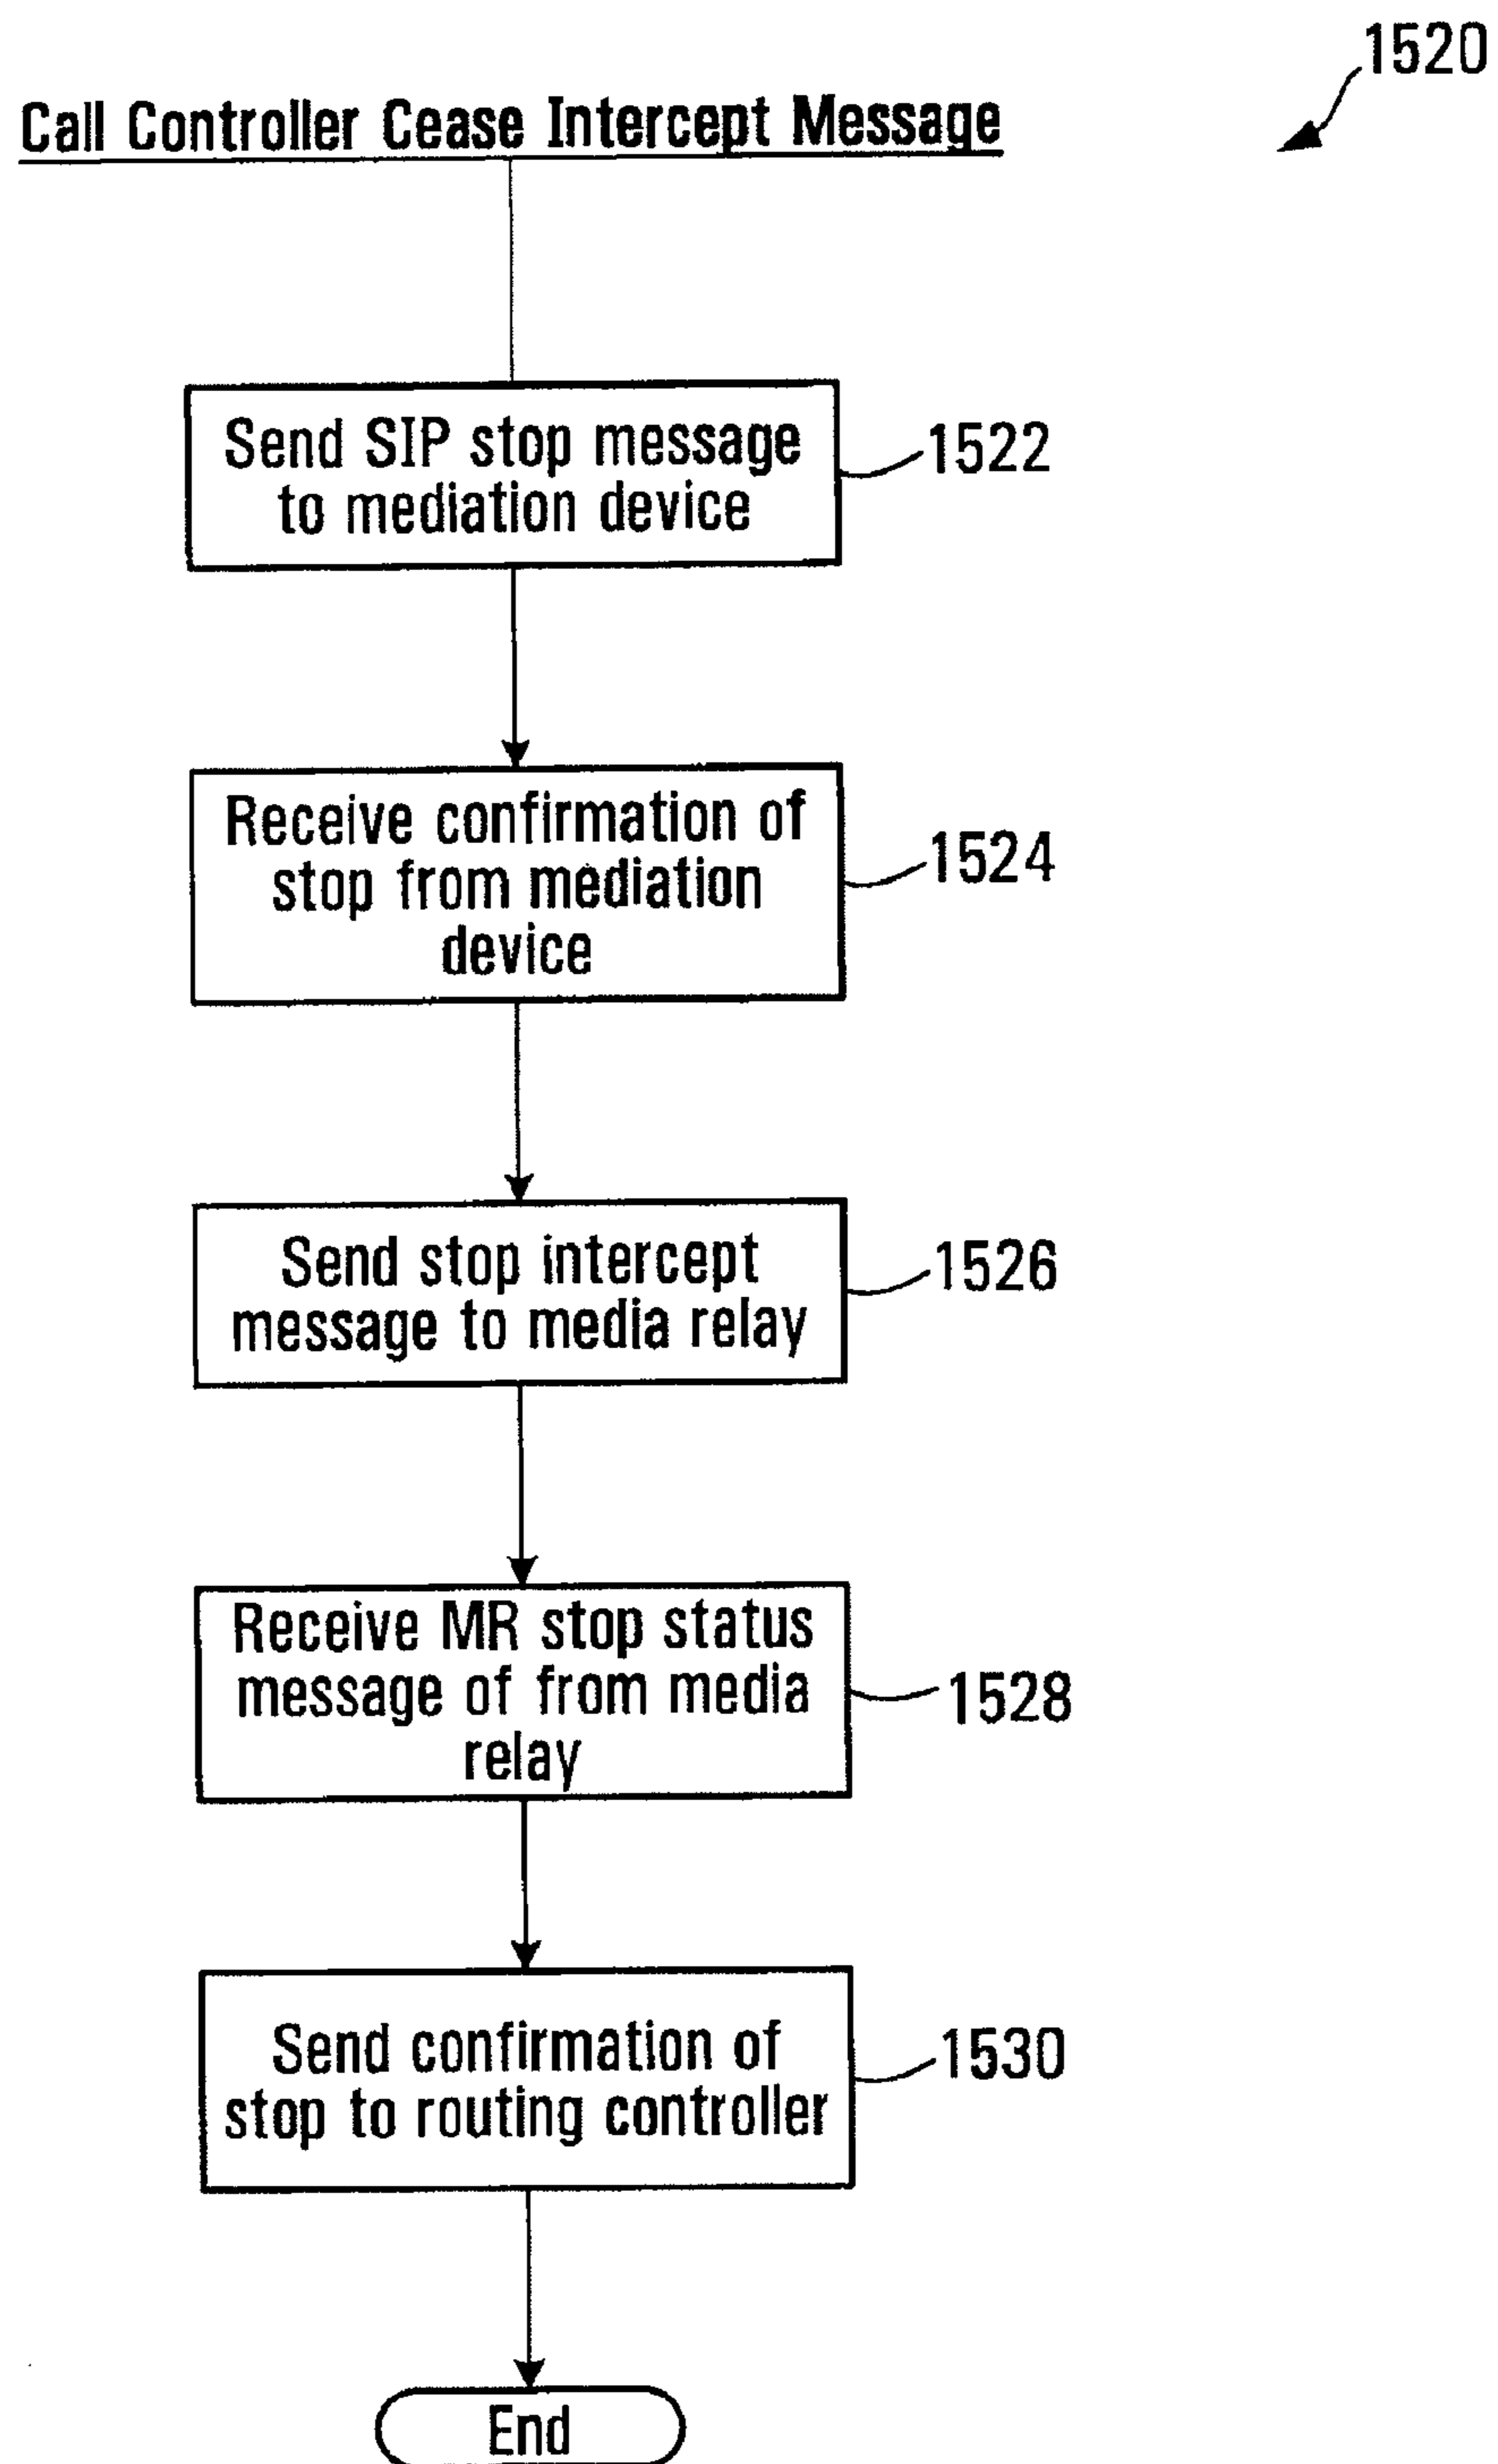 1520
Call Controller Cease Intercept Message
Send SIP stop message
to mediation device
1522
Receive confirmation of
stop from mediation
device
1524
Send stop intercept
message to media relay
1526
Receive MR stop status
message of from media
relay
1528
Send confirmation of
stop to routing controller
1530
End